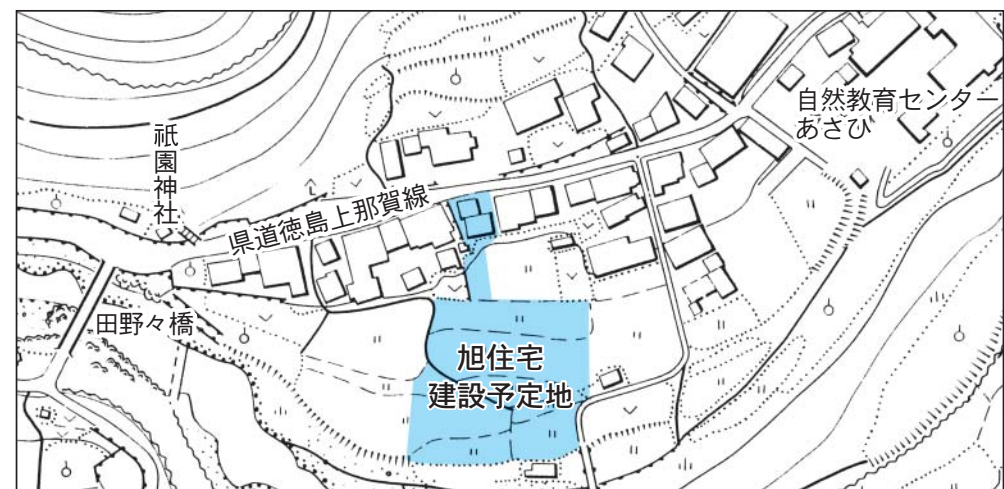 自然教育センター
あさひ
祇園神社
県道徳島上那賀線
田野々橋
旭住宅
建設予定地